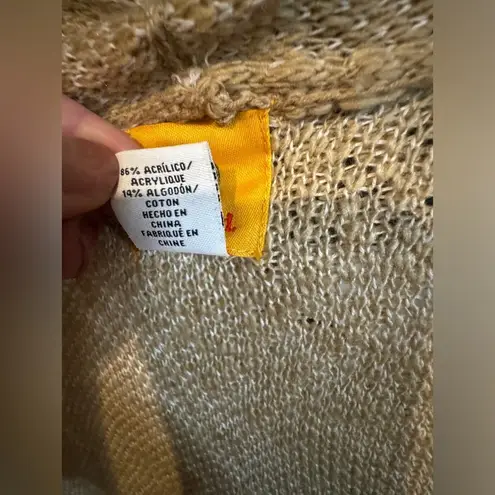 86% ACRÍLICO/
ACRYLIQUE
14% ALGODÓN/
COTON
HECHO EN
CHINA
FABRIQUÉ EN
CHINE